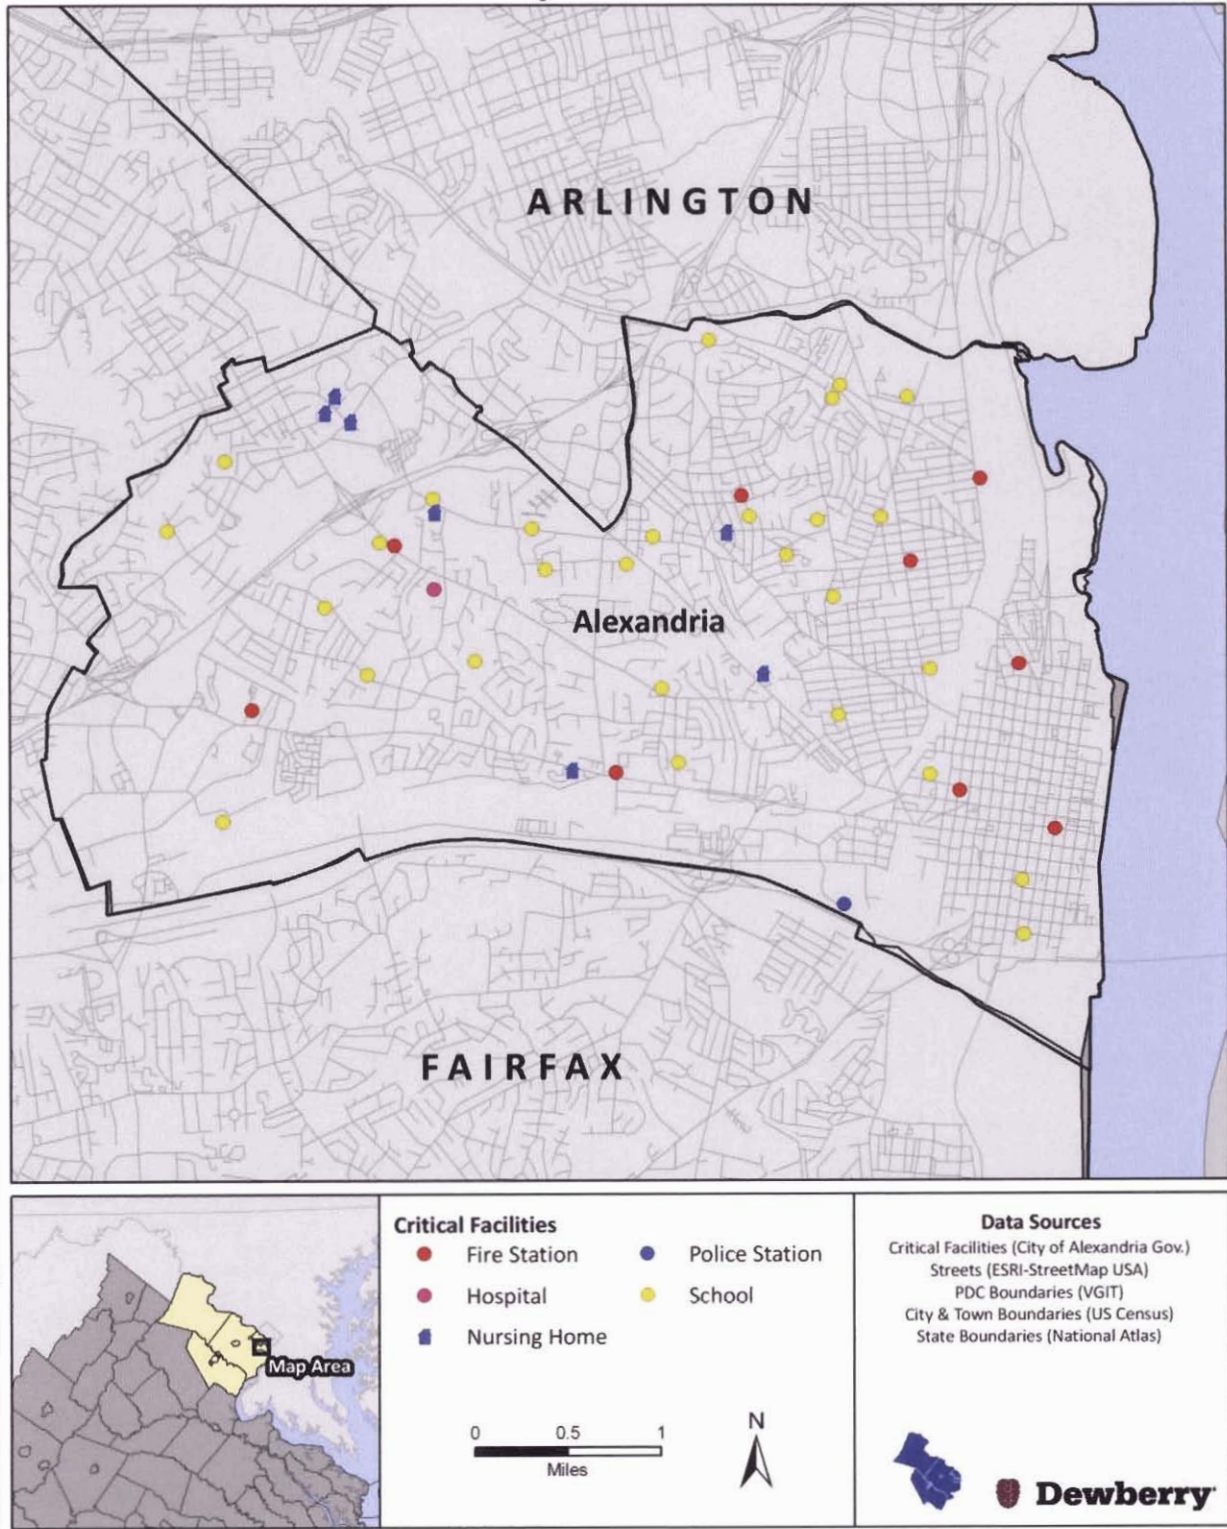 ARLINGTON
Alexandria
FAIRFAX
Map Area
Critical Facilities
Fire Station
Police Station
Hospital
School
Nursing Home
0 0.5 1
Miles
N
Data Sources
Critical Facilities (City of Alexandria Gov.)
Streets (ESRI-StreetMap USA)
PDC Boundaries (VGIT)
City & Town Boundaries (US Census)
State Boundaries (National Atlas)
Dewberry